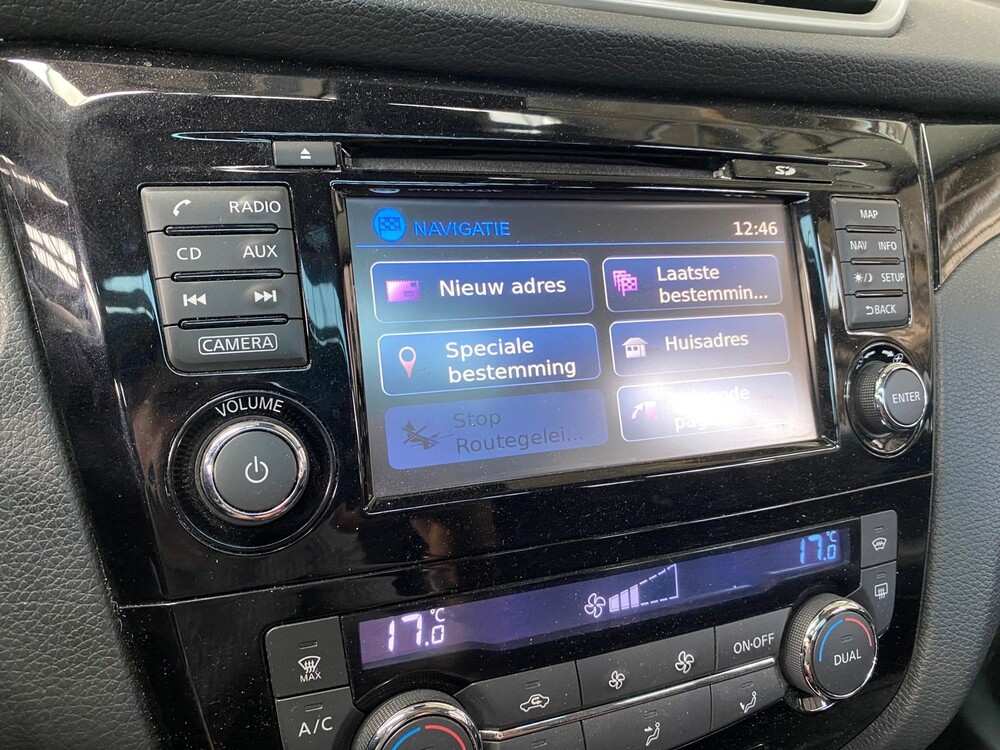 SD
RADIO
CD AUX
CAMERA
VOLUME
NAVIGATIE 12:46
Nieuw adres
Laatste
bestemmin...
Speciale
bestemming
Huisadres
Stop
Routegelei...
MAP
NAV INFO
SETUP
BACK
ENTER
17.0°C
17.0°C
MAX
A/C
ON·OFF
DUAL